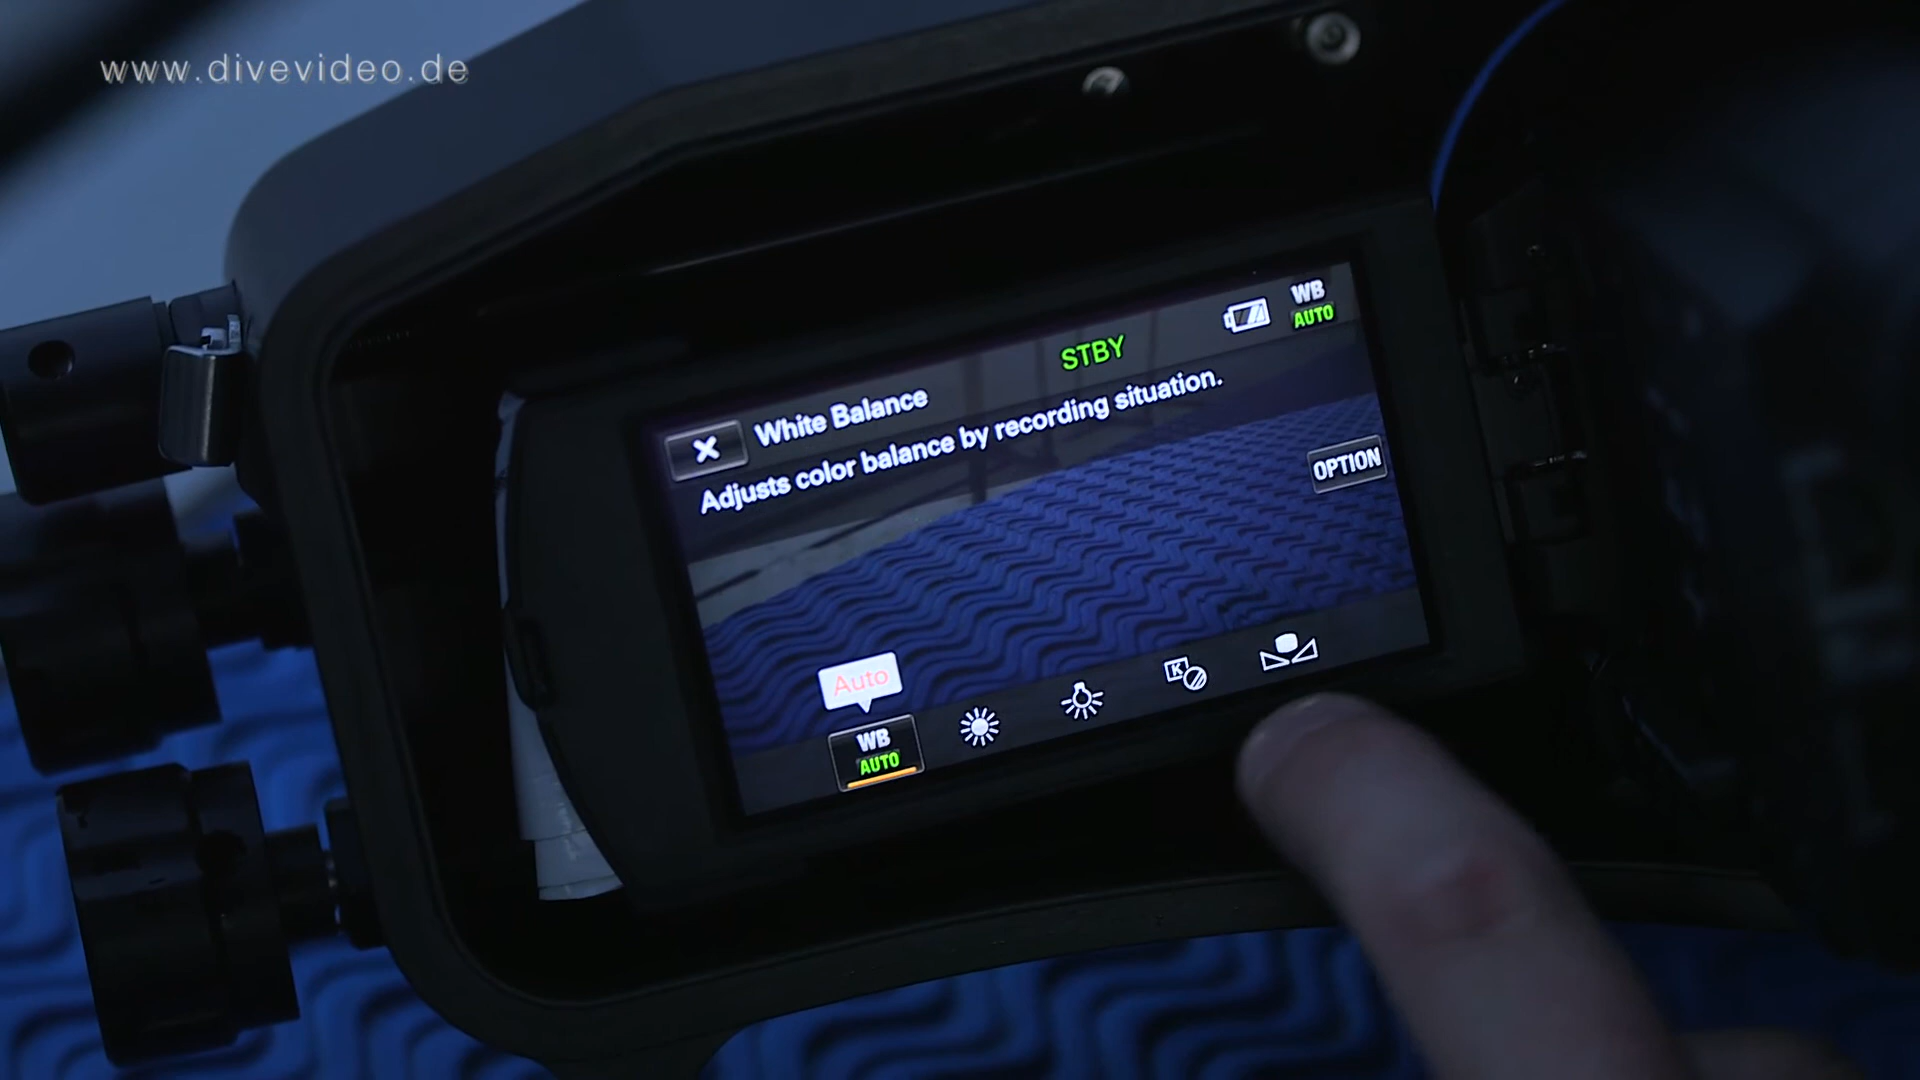 www.divevideo.de
WB
AUTO
STBY
White Balance
Adjusts color balance by recording situation.
OPTION
Auto
K
WB
AUTO